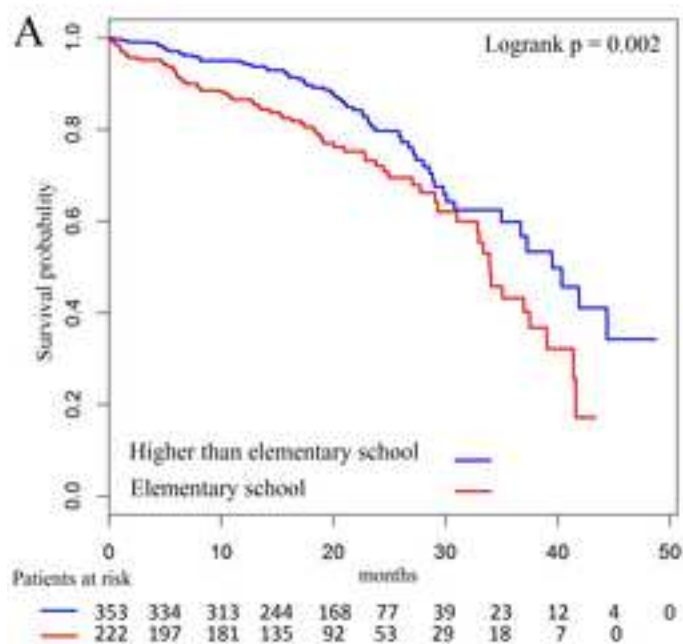 A
Logrank p = 0.002
1.0
0.8
0.6
0.4
0.2
0.0
Survival probability
Higher than elementary school
Elementary school
0 10 20 30 40 50
months
Patients at risk
353 334 313 244 168 77 39 23 12 4 0
222 197 181 135 92 53 29 18 7 0